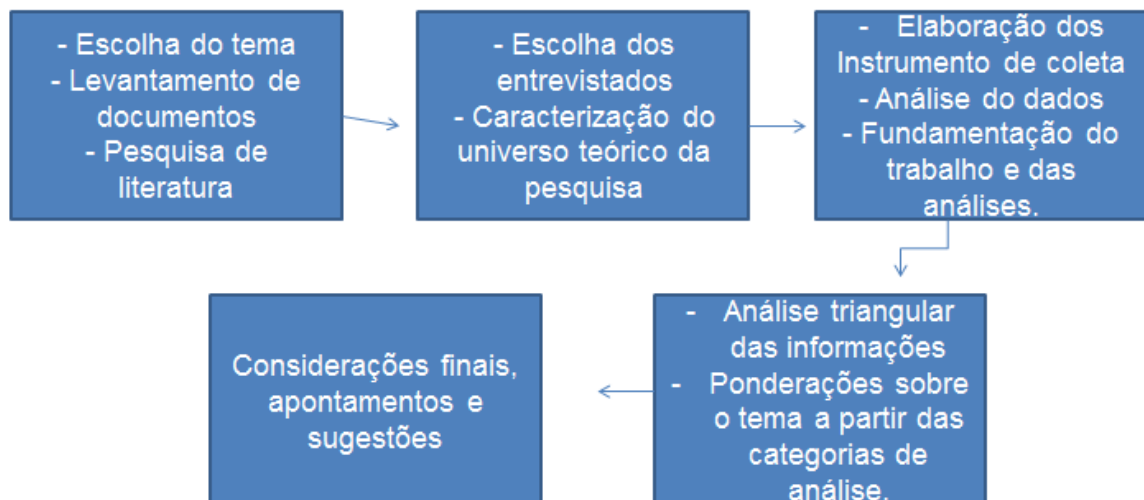 - Escolha do tema
- Levantamento de
documentos
- Pesquisa de
literatura
- Escolha dos
entrevistados
- Caracterização do
universo teórico da
pesquisa
- Elaboração dos
Instrumento de coleta
- Análise do dados
- Fundamentação do
trabalho e das
análises.
- Análise triangular
das informações
- Ponderações sobre
o tema a partir das
categorias de
análise.
Considerações finais,
apontamentos e
sugestões